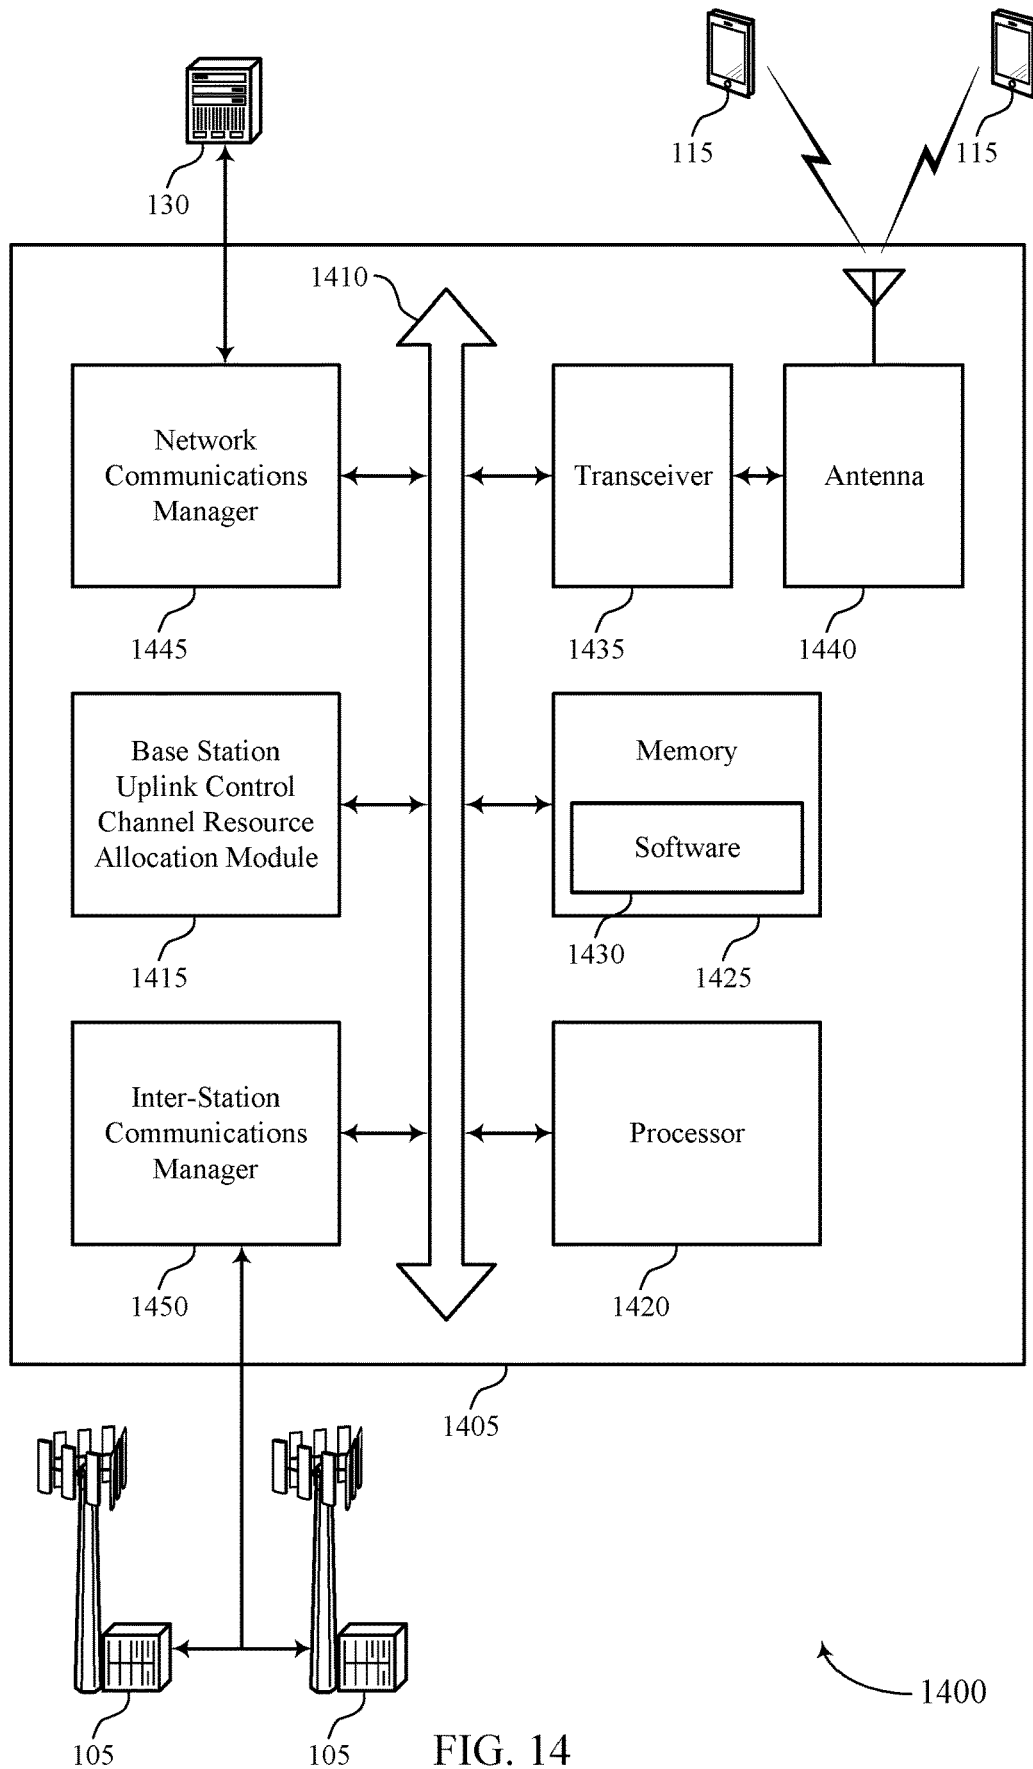 115
115
130
1410
Network
Communications
Manager
Transceiver
Antenna
1445
1435
1440
Base Station
Uplink Control
Channel Resource
Allocation Module
Memory
Software
1415
1430
1425
Inter-Station
Communications
Manager
Processor
1450
1420
1405
1400
105
105
FIG. 14